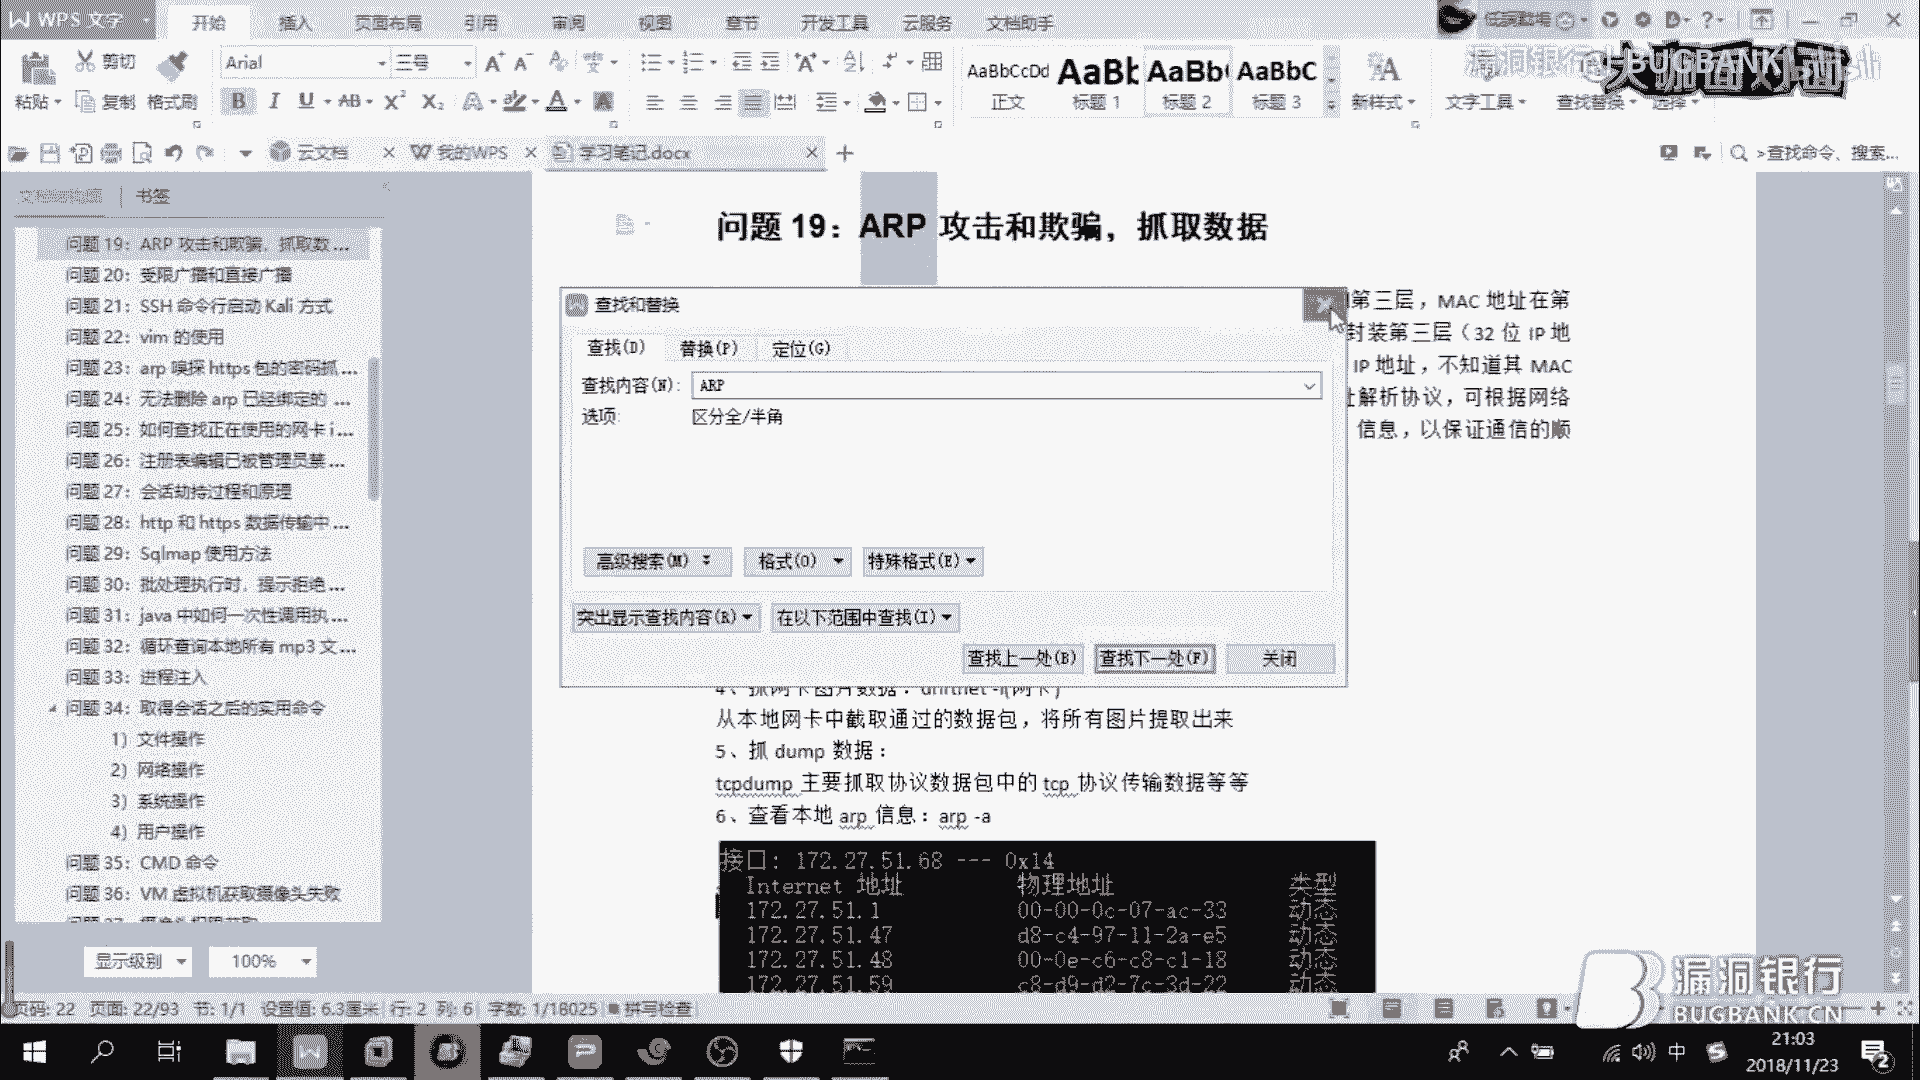 WPS 文字
开始 插入 页面布局 引用 审阅 视图 章节 开发工具 云服务 文档助手
粘贴 剪切 复制 格式刷
Arial 三号
B I U AB X² X₂
AaBbCcDd AaBb AaBb AaBbC
正文 标题 1 标题 2 标题 3 新样式 文字工具 查找替换 选择
漏洞银行 BUGBANK
大咖面对面
云文档 我的WPS 学习笔记.docx
>查找命令、搜索...
书签
问题 19：ARP 攻击和欺骗，抓取数 ...
问题 20：受限广播和直接广播
问题 21：SSH 命令行启动 Kali 方式
问题 22：vim 的使用
问题 23：arp 嗅探 https 包的密码抓 ...
问题 24：无法删除 arp 已经绑定的 ...
问题 25：如何查找正在使用的网卡 i ...
问题 26：注册表编辑已被管理员禁 ...
问题 27：会话劫持过程和原理
问题 28：http 和 https 数据传输中 ...
问题 29：Sqlmap 使用方法
问题 30：批处理执行时，提示拒绝 ...
问题 31：java 中如何一次性调用执 ...
问题 32：循环查询本地所有 mp3 文 ...
问题 33：进程注入
问题 34：取得会话之后的实用命令
1）文件操作
2）网络操作
3）系统操作
4）用户操作
问题 35：CMD 命令
问题 36：VM 虚拟机获取摄像头失败
显示级别 100%
问题 19：ARP 攻击和欺骗，抓取数据
第三层，MAC 地址在第
封装第三层（32 位 IP 地
IP 地址，不知道其 MAC
解析协议，可根据网络
信息，以保证通信的顺
查找和替换
查找(D) 替换(P) 定位(G)
查找内容(N)： ARP
选项： 区分全/半角
高级搜索(M) 格式(O) 特殊格式(E)
突出显示查找内容(R) 在以下范围中查找(I)
查找上一处(B) 查找下一处(F) 关闭
4、抓网卡图片数据：driftnet -i(网卡)
从本地网卡中截取通过的数据包，将所有图片提取出来
5、抓 dump 数据：
tcpdump 主要抓取协议数据包中的 tcp 协议传输数据等等
6、查看本地 arp 信息：arp -a
接口: 172.27.51.68 --- 0x14
Internet 地址 物理地址 类型
172.27.51.1 00-00-0c-07-ac-33 动态
172.27.51.47 d8-c4-97-11-2a-e5 动态
172.27.51.48 00-0e-c6-c8-c1-18 动态
172.27.51.59 c8-d9-d2-7c-3d-22 动态
页码: 22 页面: 22/93 节: 1/1 设置值: 6.3厘米 行: 2 列: 6 字数: 1/18025 拼写检查
漏洞银行
BUGBANK.CN
中
21:03
2018/11/23
2